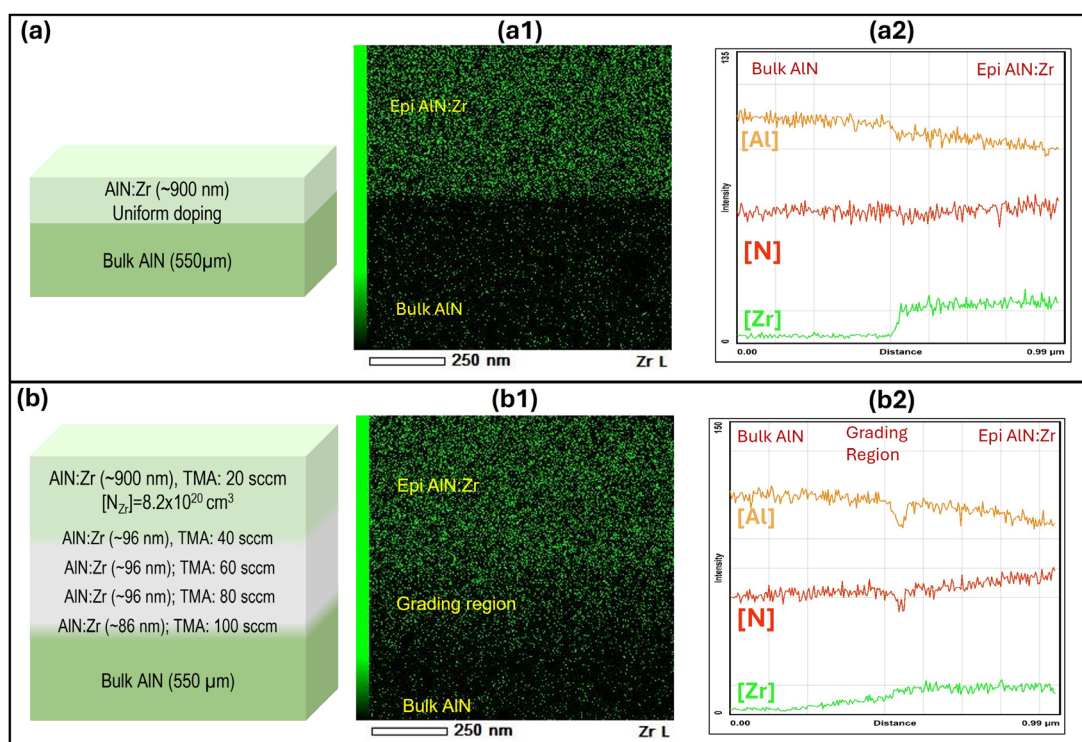 (a)
(a1)
(a2)
AlN:Zr (~900 nm)
Uniform doping
Bulk AlN (550µm)
Epi AlN:Zr
Bulk AlN
250 nm
Zr L
135
Bulk AlN
Epi AlN:Zr
[Al]
Intensity
[N]
[Zr]
0
0.00
Distance
0.99 µm
(b)
(b1)
(b2)
AlN:Zr (~900 nm), TMA: 20 sccm
[N_Zr]=8.2x10²⁰ cm³
AlN:Zr (~96 nm), TMA: 40 sccm
AlN:Zr (~96 nm); TMA: 60 sccm
AlN:Zr (~96 nm); TMA: 80 sccm
AlN:Zr (~86 nm); TMA: 100 sccm
Bulk AlN (550 µm)
Epi AlN:Zr
Grading region
Bulk AlN
250 nm
Zr L
150
Bulk AlN
Grading
Region
Epi AlN:Zr
[Al]
Intensity
[N]
[Zr]
0
0.00
Distance
0.99 µm